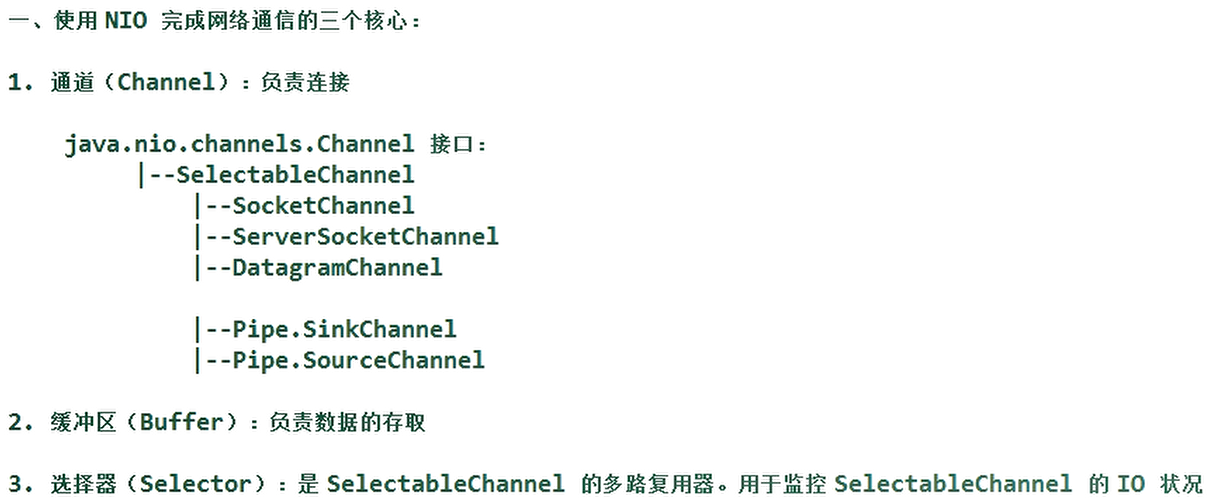 一、使用 NIO 完成网络通信的三个核心：
1. 通道（Channel）：负责连接
java.nio.channels.Channel 接口：
|--SelectableChannel
|--SocketChannel
|--ServerSocketChannel
|--DatagramChannel
|--Pipe.SinkChannel
|--Pipe.SourceChannel
2. 缓冲区（Buffer）：负责数据的存取
3. 选择器（Selector）：是 SelectableChannel 的多路复用器。用于监控 SelectableChannel 的 IO 状况